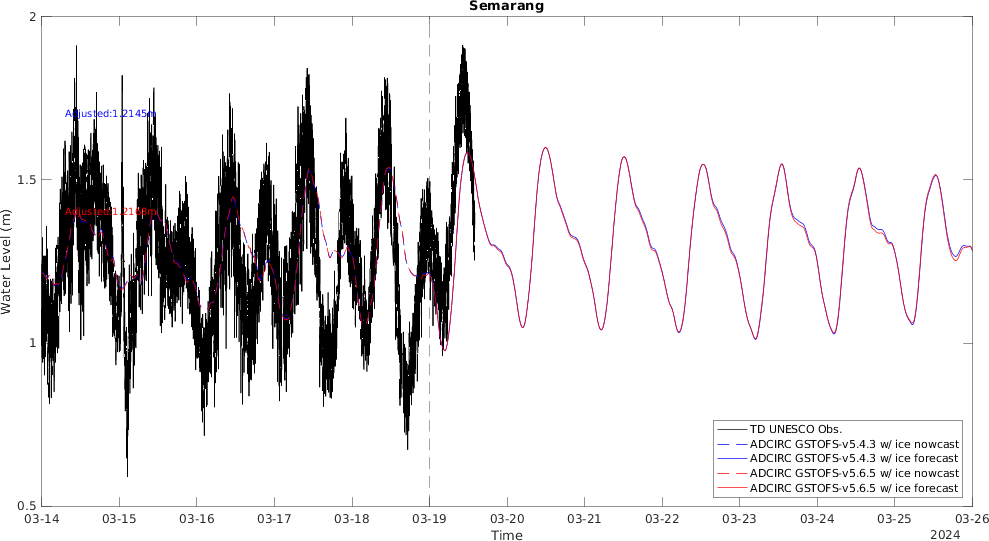 Semarang
2
1.5
1
0.5
Water Level (m)
Adjusted:1.2145m
TD UNESCO Obs.
ADCIRC GSTOFS-v5.4.3 w/ ice nowcast
ADCIRC GSTOFS-v5.4.3 w/ ice forecast
ADCIRC GSTOFS-v5.6.5 w/ ice nowcast
ADCIRC GSTOFS-v5.6.5 w/ ice forecast
03-14 03-15 03-16 03-17 03-18 03-19 03-20 03-21 03-22 03-23 03-24 03-25 03-26
Time
2024